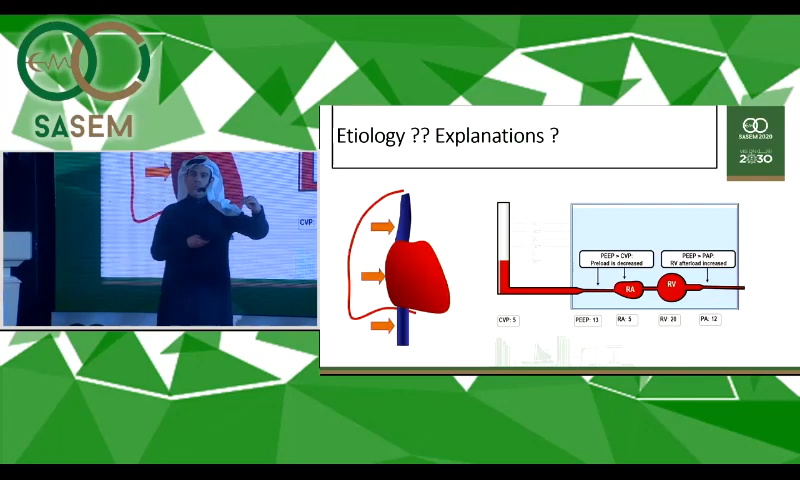 SASEM
Etiology ?? Explanations ?
SASEM 2020
VISION
2030
CVP:
PEEP > CVP:
Preload is decreased
PEEP > PAP:
RV afterload increased
RA
RV
CVP: 5
PEEP: 13
RA: 5
RV: 20
PA: 12